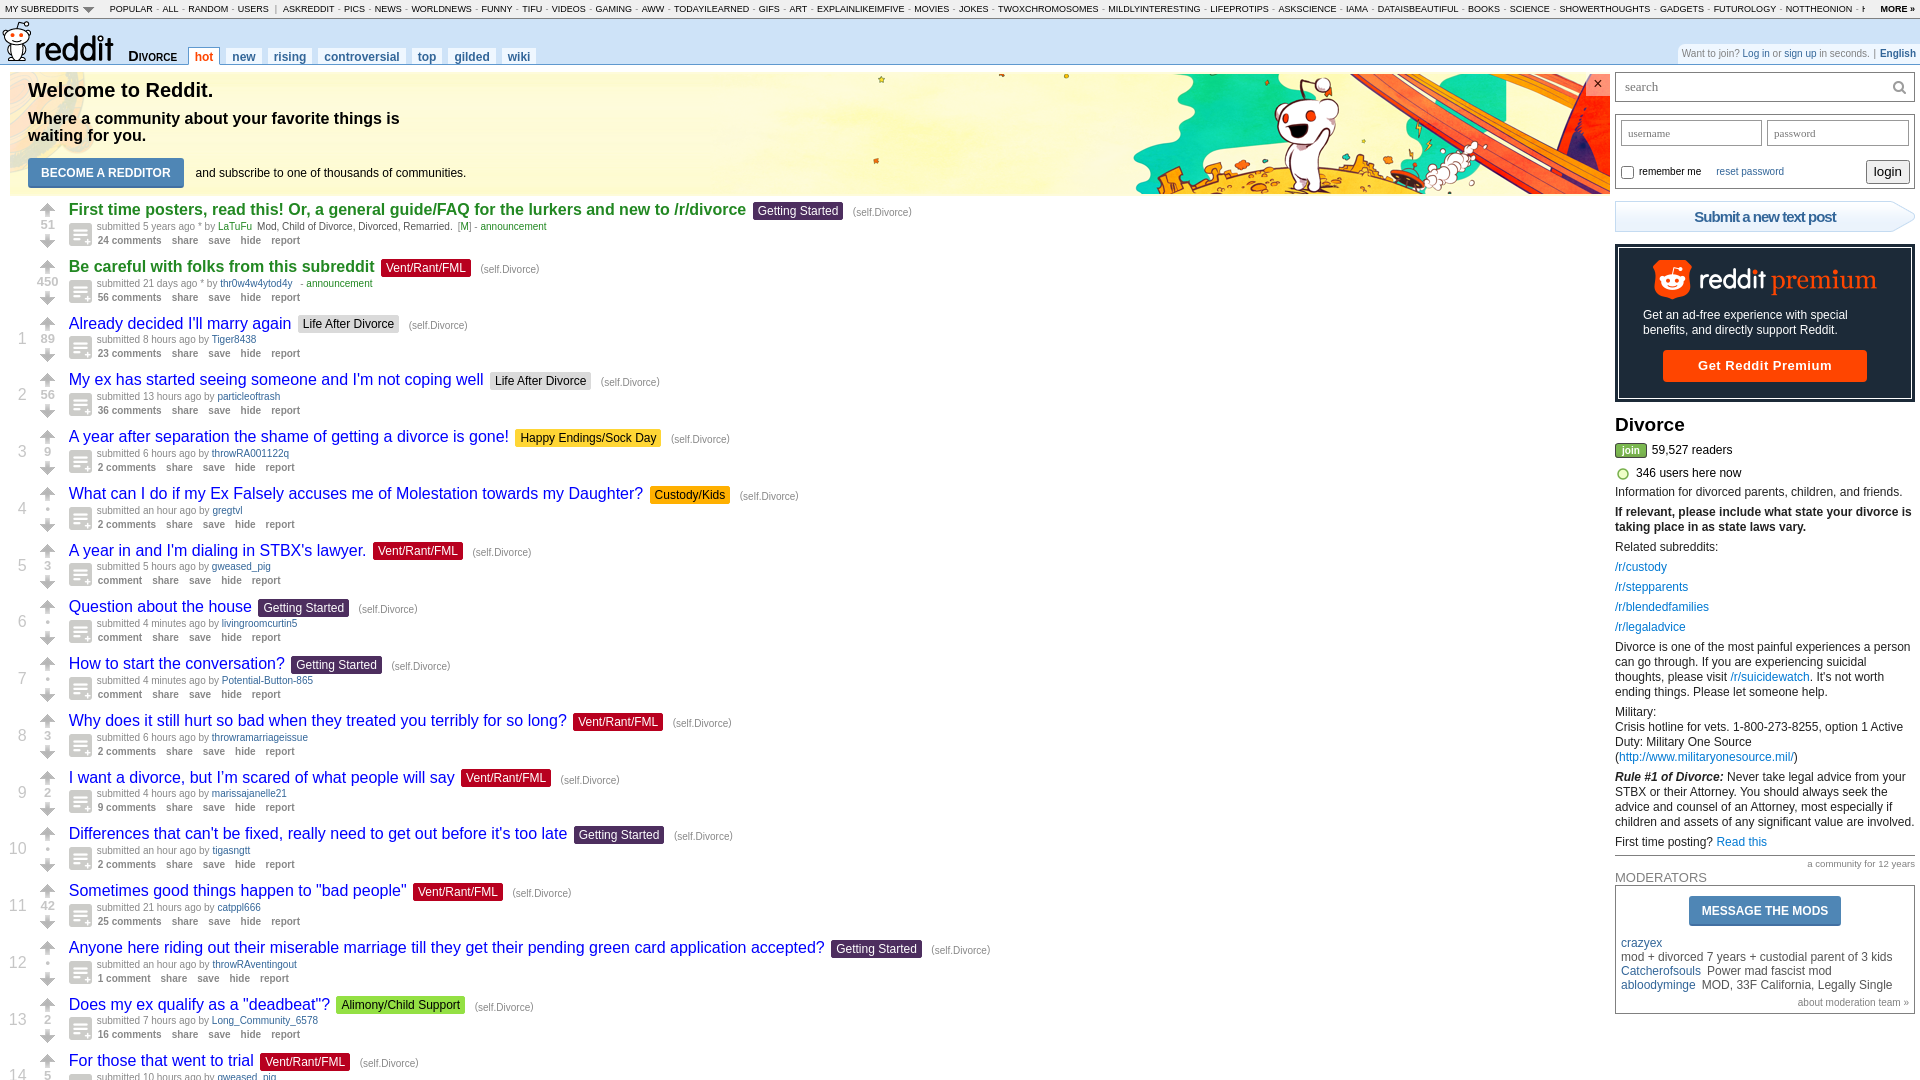 MY SUBREDDITS POPULAR - ALL - RANDOM - USERS | ASKREDDIT - PICS - NEWS - WORLDNEWS - FUNNY - TIFU - VIDEOS - GAMING - AWW - TODAYILEARNED - GIFS - ART - EXPLAINLIKEIMFIVE - MOVIES - JOKES - TWOXCHROMOSOMES - MILDLYINTERESTING - LIFEPROTIPS - ASKSCIENCE - IAMA - DATAISBEAUTIFUL - BOOKS - SCIENCE - SHOWERTHOUGHTS - GADGETS - FUTUROLOGY - NOTTHEONION - MORE »
reddit DIVORCE hot new rising controversial top gilded wiki
Want to join? Log in or sign up in seconds. | English
Welcome to Reddit.
Where a community about your favorite things is
waiting for you.
BECOME A REDDITOR and subscribe to one of thousands of communities.
×
First time posters, read this! Or, a general guide/FAQ for the lurkers and new to /r/divorce Getting Started (self.Divorce)
51
submitted 5 years ago * by LaTuFu Mod, Child of Divorce, Divorced, Remarried. [M] - announcement
24 comments share save hide report
Be careful with folks from this subreddit Vent/Rant/FML (self.Divorce)
450
submitted 21 days ago * by thr0w4w4ytod4y - announcement
56 comments share save hide report
Already decided I'll marry again Life After Divorce (self.Divorce)
1 89
submitted 8 hours ago by Tiger8438
23 comments share save hide report
My ex has started seeing someone and I'm not coping well Life After Divorce (self.Divorce)
2 56
submitted 13 hours ago by particleoftrash
36 comments share save hide report
A year after separation the shame of getting a divorce is gone! Happy Endings/Sock Day (self.Divorce)
3 9
submitted 6 hours ago by throwRA001122q
2 comments share save hide report
What can I do if my Ex Falsely accuses me of Molestation towards my Daughter? Custody/Kids (self.Divorce)
4 •
submitted an hour ago by gregtvl
2 comments share save hide report
A year in and I'm dialing in STBX's lawyer. Vent/Rant/FML (self.Divorce)
5 3
submitted 5 hours ago by gweased_pig
comment share save hide report
Question about the house Getting Started (self.Divorce)
6 •
submitted 4 minutes ago by livingroomcurtin5
comment share save hide report
How to start the conversation? Getting Started (self.Divorce)
7 •
submitted 4 minutes ago by Potential-Button-865
comment share save hide report
Why does it still hurt so bad when they treated you terribly for so long? Vent/Rant/FML (self.Divorce)
8 3
submitted 6 hours ago by throwramarriageissue
2 comments share save hide report
I want a divorce, but I’m scared of what people will say Vent/Rant/FML (self.Divorce)
9 2
submitted 4 hours ago by marissajanelle21
9 comments share save hide report
Differences that can't be fixed, really need to get out before it's too late Getting Started (self.Divorce)
10 •
submitted an hour ago by tigasngtt
2 comments share save hide report
Sometimes good things happen to "bad people" Vent/Rant/FML (self.Divorce)
11 42
submitted 21 hours ago by catppl666
25 comments share save hide report
Anyone here riding out their miserable marriage till they get their pending green card application accepted? Getting Started (self.Divorce)
12 •
submitted an hour ago by throwRAventingout
1 comment share save hide report
Does my ex qualify as a "deadbeat"? Alimony/Child Support (self.Divorce)
13 2
submitted 7 hours ago by Long_Community_6578
16 comments share save hide report
For those that went to trial Vent/Rant/FML (self.Divorce)
14 5
submitted 10 hours ago by gweased_pig
search
username password
remember me reset password login
Submit a new text post
reddit premium
Get an ad-free experience with special
benefits, and directly support Reddit.
Get Reddit Premium
Divorce
join 59,527 readers
346 users here now
Information for divorced parents, children, and friends.
If relevant, please include what state your divorce is
taking place in as state laws vary.
Related subreddits:
/r/custody
/r/stepparents
/r/blendedfamilies
/r/legaladvice
Divorce is one of the most painful experiences a person
can go through. If you are experiencing suicidal
thoughts, please visit /r/suicidewatch. It's not worth
ending things. Please let someone help.
Military:
Crisis hotline for vets. 1-800-273-8255, option 1 Active
Duty: Military One Source
(http://www.militaryonesource.mil/)
Rule #1 of Divorce: Never take legal advice from your
STBX or their Attorney. You should always seek the
advice and counsel of an Attorney, most especially if
children and assets of any significant value are involved.
First time posting? Read this
a community for 12 years
MODERATORS
MESSAGE THE MODS
crazyex
mod + divorced 7 years + custodial parent of 3 kids
Catcherofsouls Power mad fascist mod
abloodyminge MOD, 33F California, Legally Single
about moderation team »